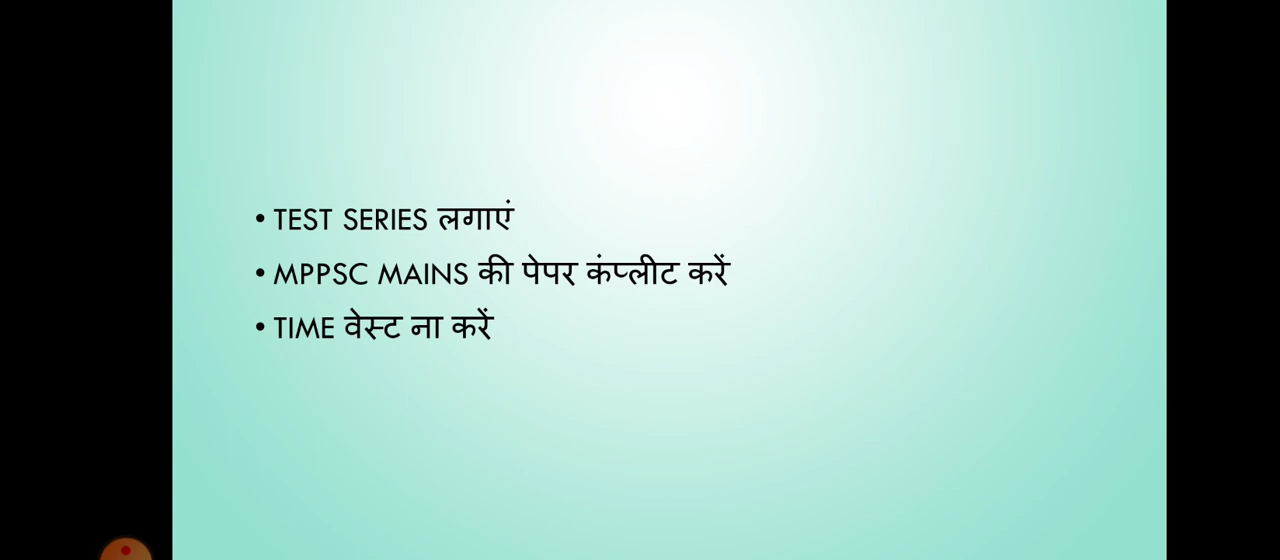 • TEST SERIES लगाएं
• MPPSC MAINS की पेपर कंप्लीट करें
• TIME वेस्ट ना करें